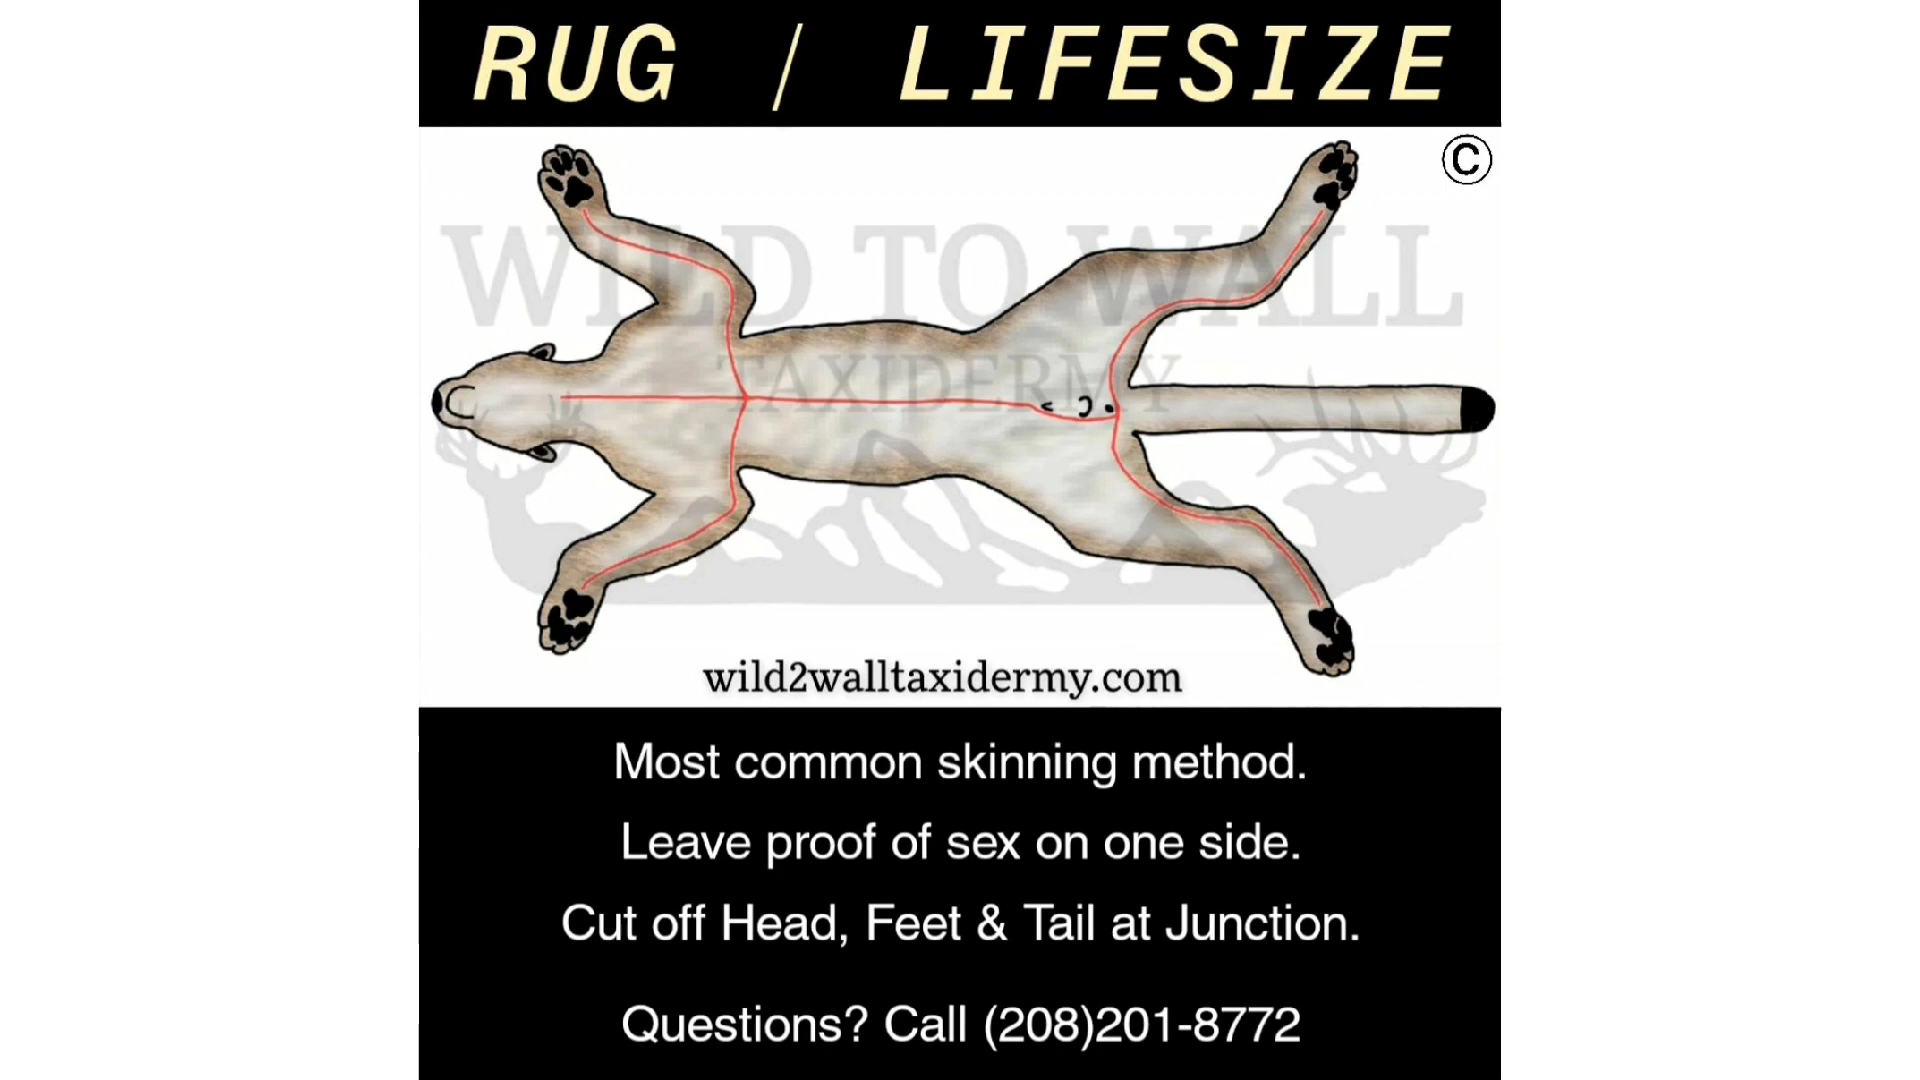 RUG / LIFESIZE
©
WILD TO WALL
TAXIDERMY
wild2walltaxidermy.com
Most common skinning method.
Leave proof of sex on one side.
Cut off Head, Feet & Tail at Junction.
Questions? Call (208)201-8772